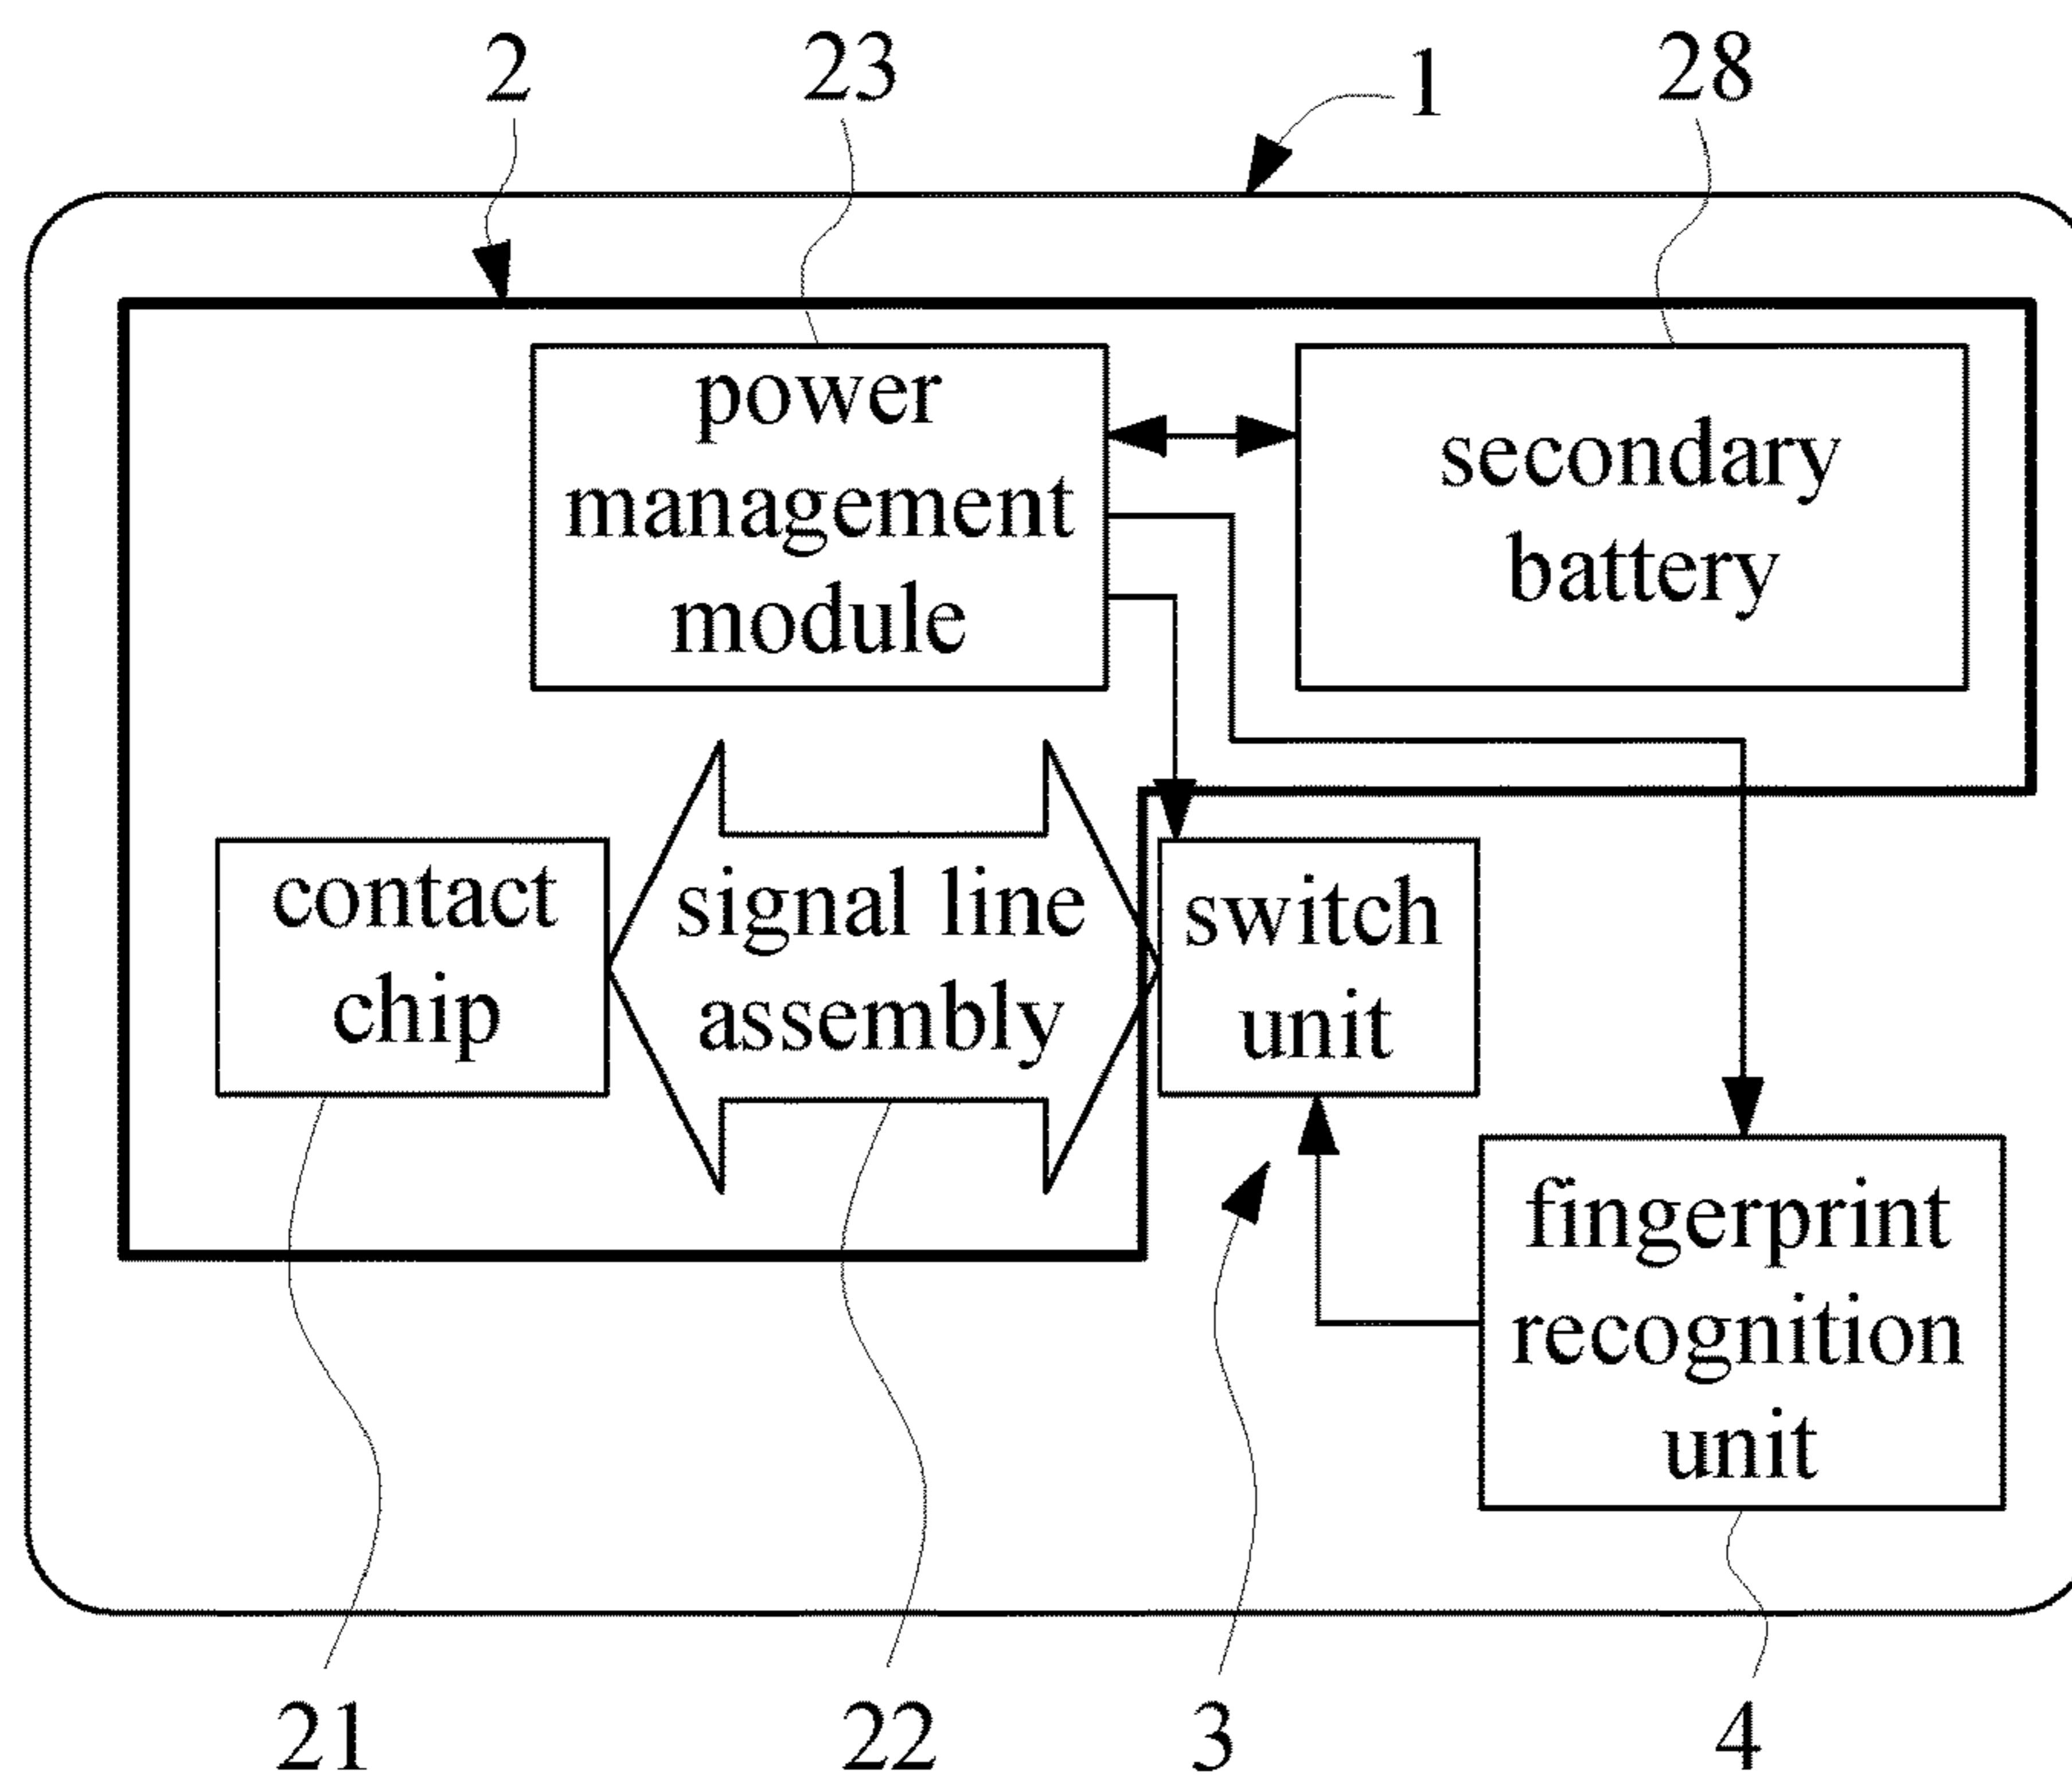 2
23
1
28
power
management
module
secondary
battery
contact
chip
signal line
assembly
switch
unit
fingerprint
recognition
unit
21
22
3
4